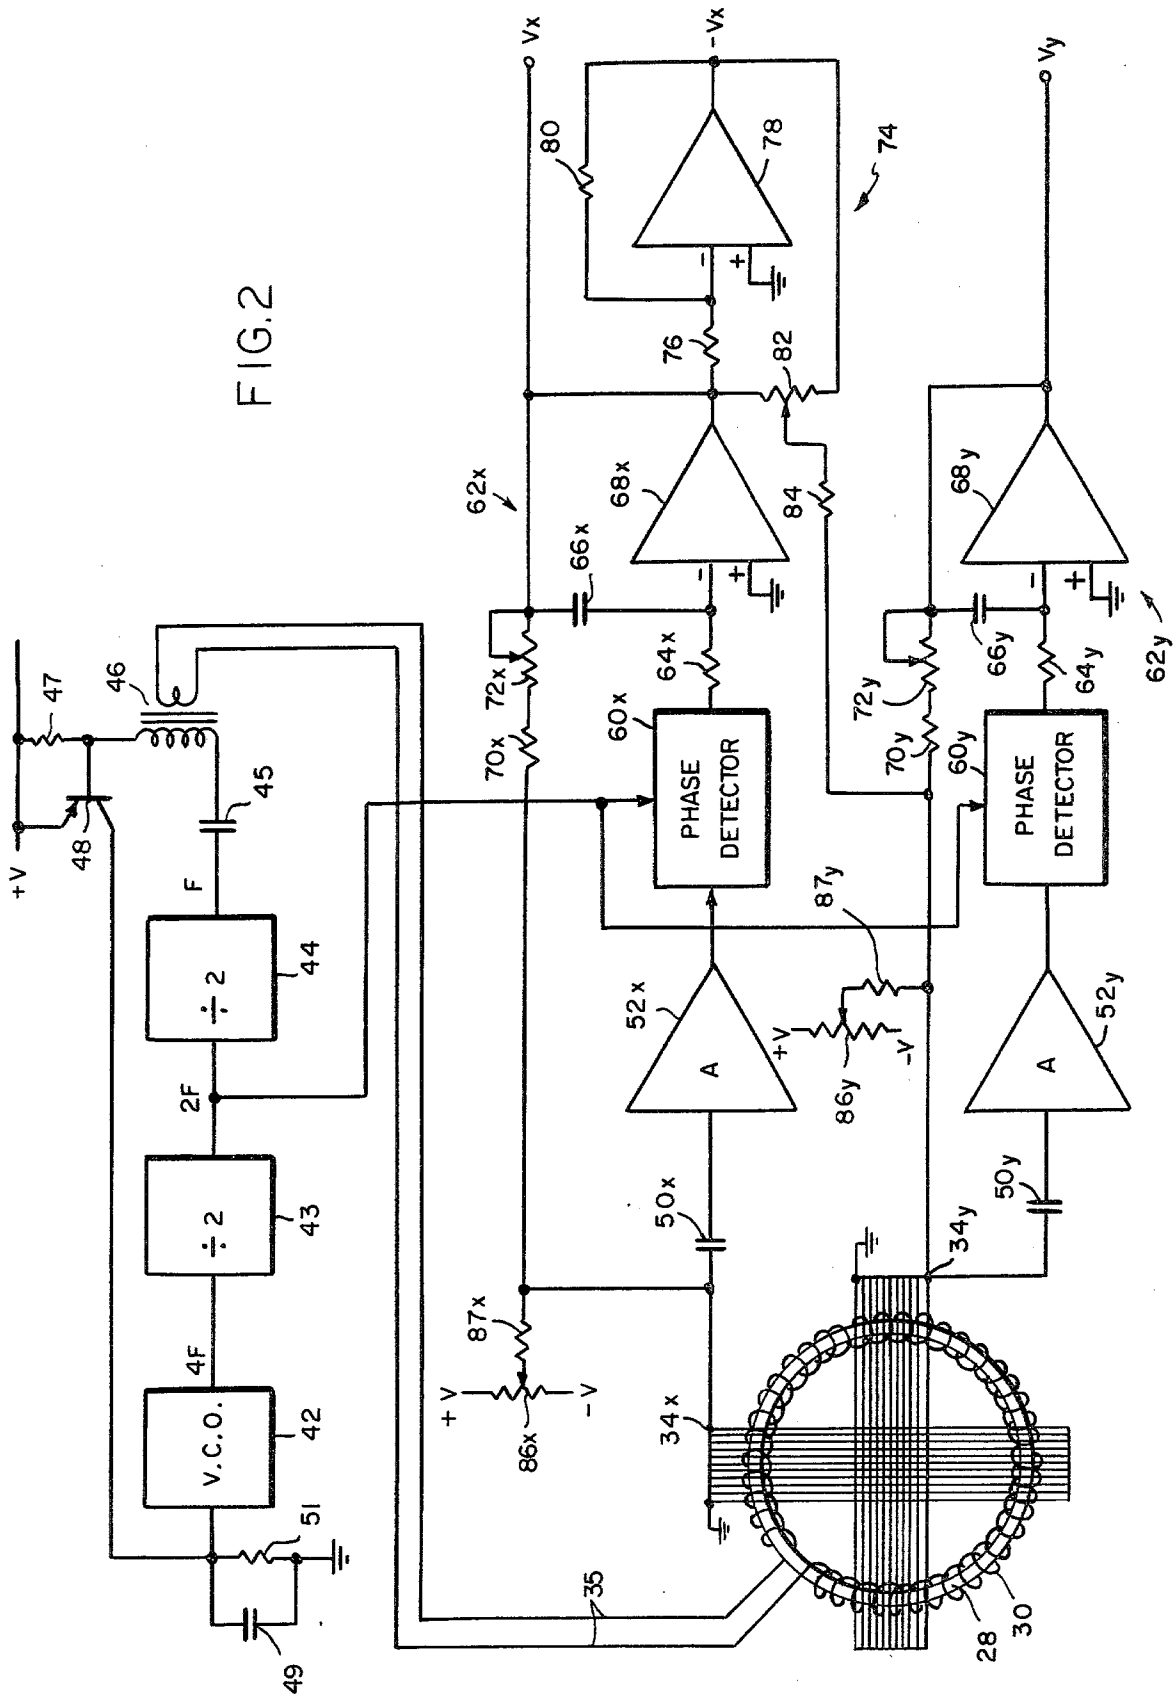 FIG.2
+V
47
48
46
45
F
÷ 2
44
2F
÷ 2
43
4F
V.C.O.
42
51
49
35
Vx
80
-Vx
-
+
78
74
76
82
62x
66x
68x
-
+
84
72x
70x
64x
60x
PHASE
DETECTOR
52x
A
50x
87x
+V
-V
86x
34x
Vy
68y
-
+
62y
66y
64y
72y
70y
60y
PHASE
DETECTOR
87y
+V
-V
86y
52y
A
50y
34y
28
30